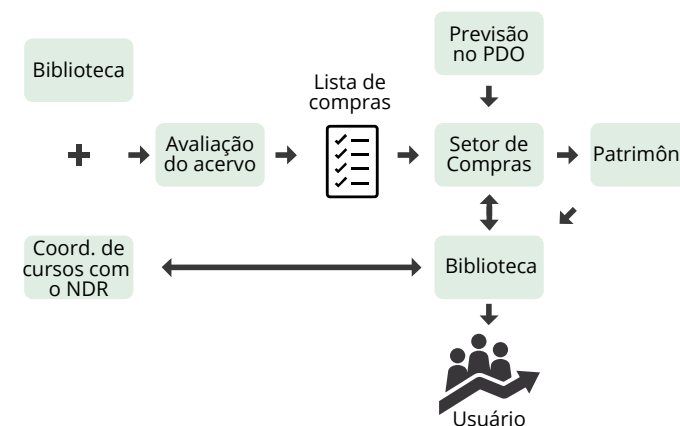 Biblioteca
Avaliação
do acervo
Lista de
compras
Previsão
no PDO
Setor de
Compras
Patrimôn
Coord. de
cursos com
o NDR
Biblioteca
Usuário